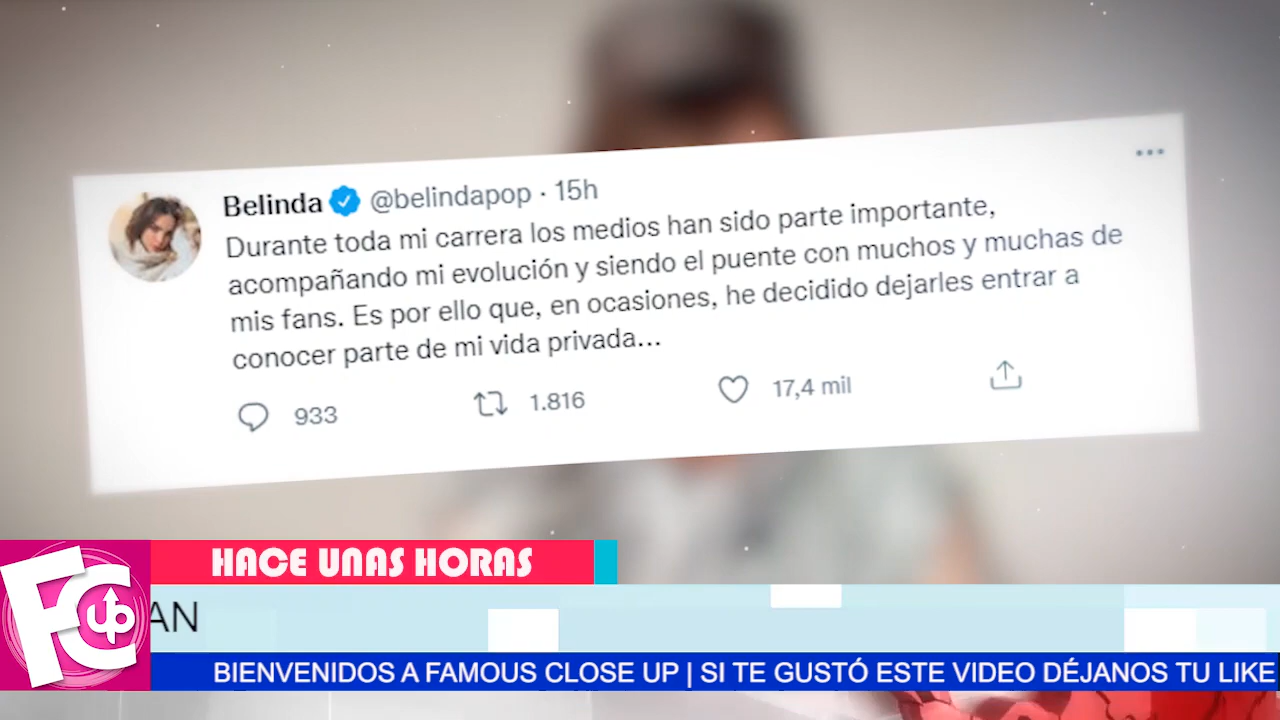 Belinda @belindapop · 15h
Durante toda mi carrera los medios han sido parte importante,
acompañando mi evolución y siendo el puente con muchos y muchas de
mis fans. Es por ello que, en ocasiones, he decidido dejarles entrar a
conocer parte de mi vida privada...
933 1.816 17,4 mil
HACE UNAS HORAS
FC UP
AN
BIENVENIDOS A FAMOUS CLOSE UP | SI TE GUSTÓ ESTE VIDEO DÉJANOS TU LIKE